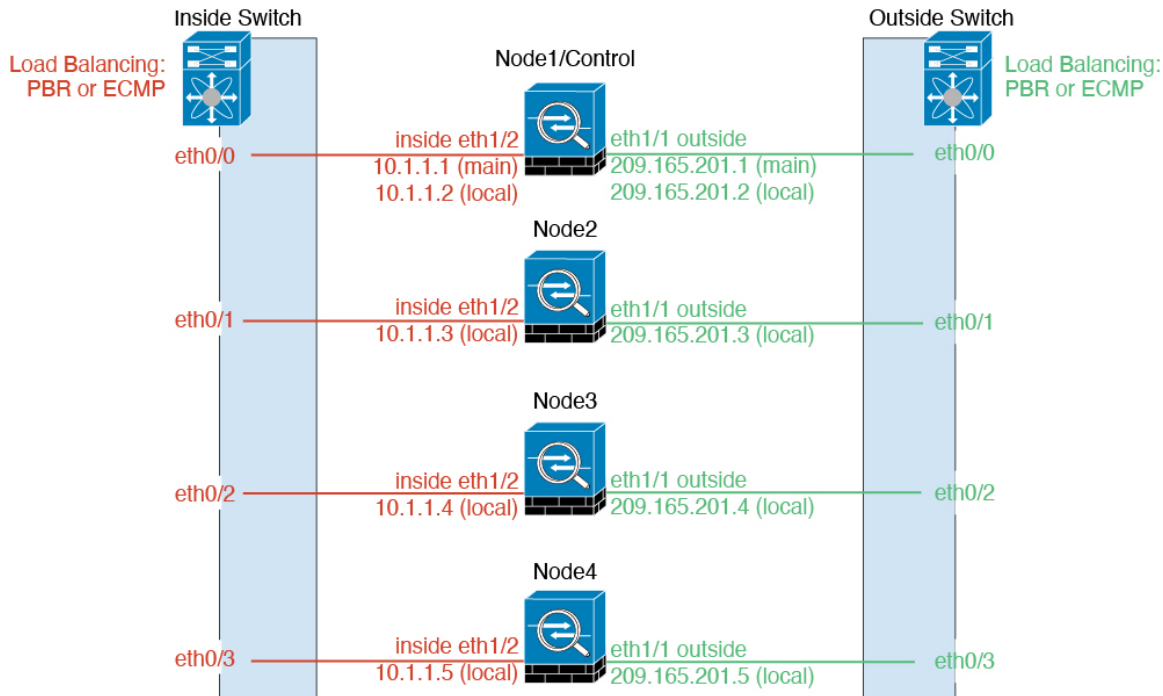 Inside Switch
Outside Switch
Load Balancing:
PBR or ECMP
Node1/Control
Load Balancing:
PBR or ECMP
eth0/0
inside eth1/2
10.1.1.1 (main)
10.1.1.2 (local)
eth1/1 outside
209.165.201.1 (main)
209.165.201.2 (local)
eth0/0
Node2
eth0/1
inside eth1/2
10.1.1.3 (local)
eth1/1 outside
209.165.201.3 (local)
eth0/1
Node3
eth0/2
inside eth1/2
10.1.1.4 (local)
eth1/1 outside
209.165.201.4 (local)
eth0/2
Node4
eth0/3
inside eth1/2
10.1.1.5 (local)
eth1/1 outside
209.165.201.5 (local)
eth0/3